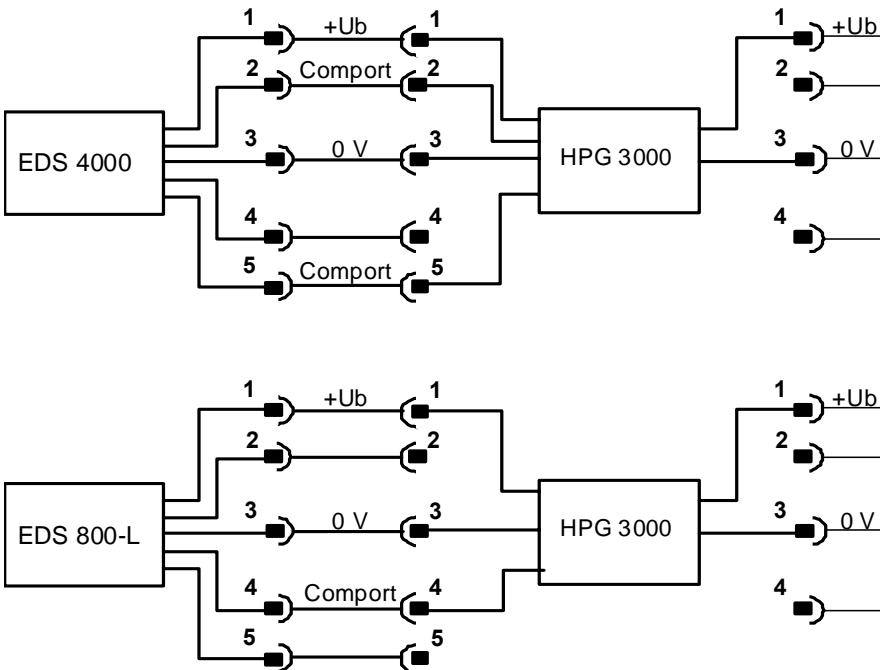 1 +Ub 1 1 +Ub
2 Comport 2 2
EDS 4000 3 0 V 3 HPG 3000 3 0 V
4 4 4
5 Comport 5
1 +Ub 1 1 +Ub
2 2 2
EDS 800-L 3 0 V 3 HPG 3000 3 0 V
4 Comport 4 4
5 5